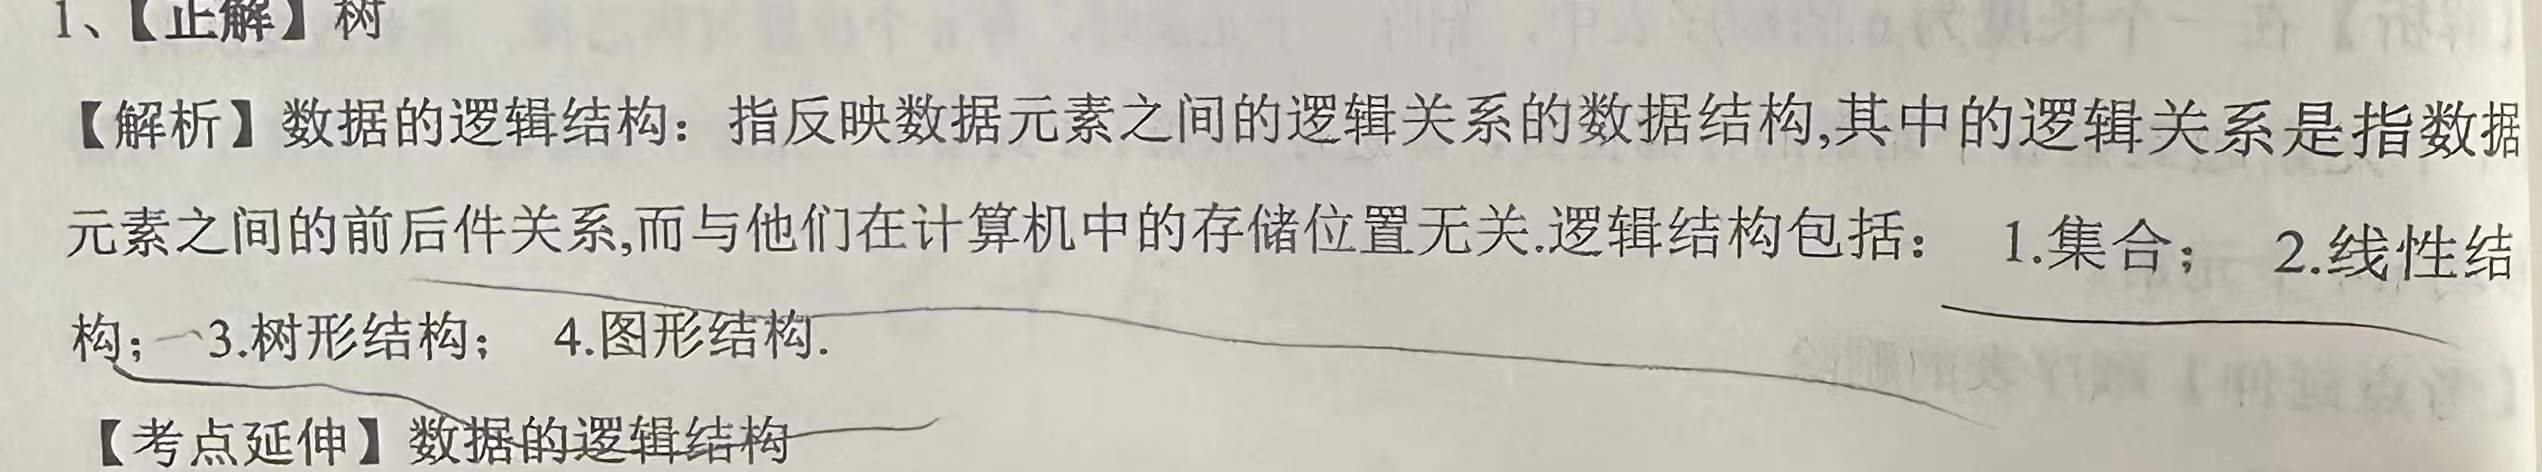 1、【正解】树
【解析】数据的逻辑结构：指反映数据元素之间的逻辑关系的数据结构,其中的逻辑关系是指数据
元素之间的前后件关系,而与他们在计算机中的存储位置无关.逻辑结构包括： 1.集合； 2.线性结
构； 3.树形结构； 4.图形结构.
【考点延伸】数据的逻辑结构